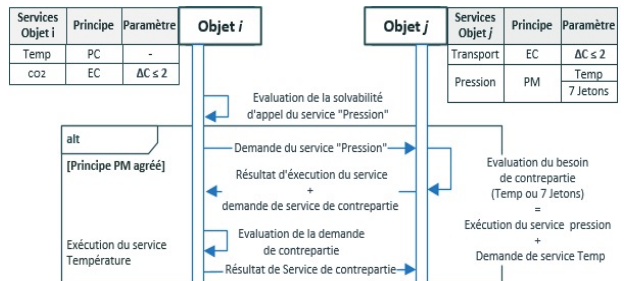 Services Objet i
Principe
Paramètre
Temp
PC
-
CO2
EC
ΔC ≤ 2
Objet i
Objet j
Services Objet j
Principe
Paramètre
Transport
EC
ΔC ≤ 2
Pression
PM
Temp
7 Jetons
Evaluation de la solvabilité
d'appel du service "Pression"
alt
[Principe PM agréé]
Demande du service "Pression"
Résultat d'éxecution du service
+
demande de service de contrepartie
Evaluation du besoin
de contrepartie
(Temp ou 7 Jetons)
=
Exécution du service pression
+
Demande de service Temp
Evaluation de la demande
de contrepartie
Exécution du service
Température
Résultat de Service de contrepartie